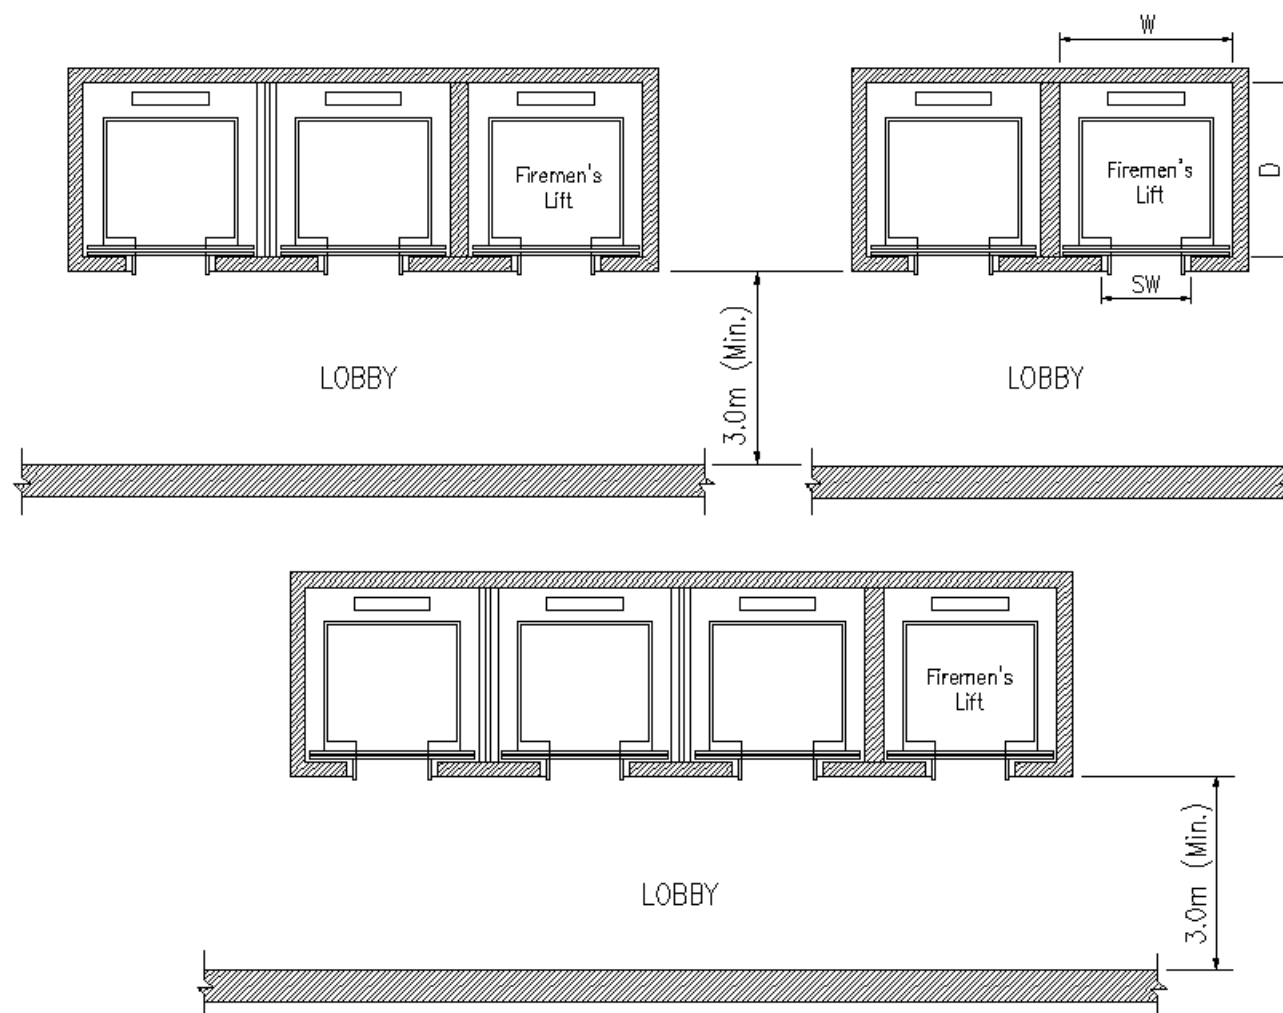 W
Firemen's
Lift
Firemen's
Lift
D
SW
3.0m (Min.)
LOBBY
LOBBY
Firemen's
Lift
3.0m (Min.)
LOBBY